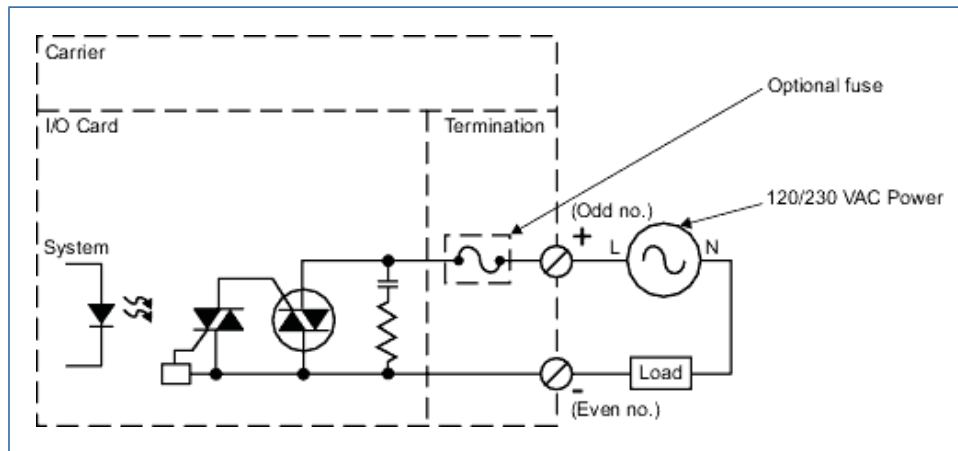 Carrier
Optional fuse
I/O Card
Termination
120/230 VAC Power
(Odd no.)
+
L
N
System
Load
-
(Even no.)